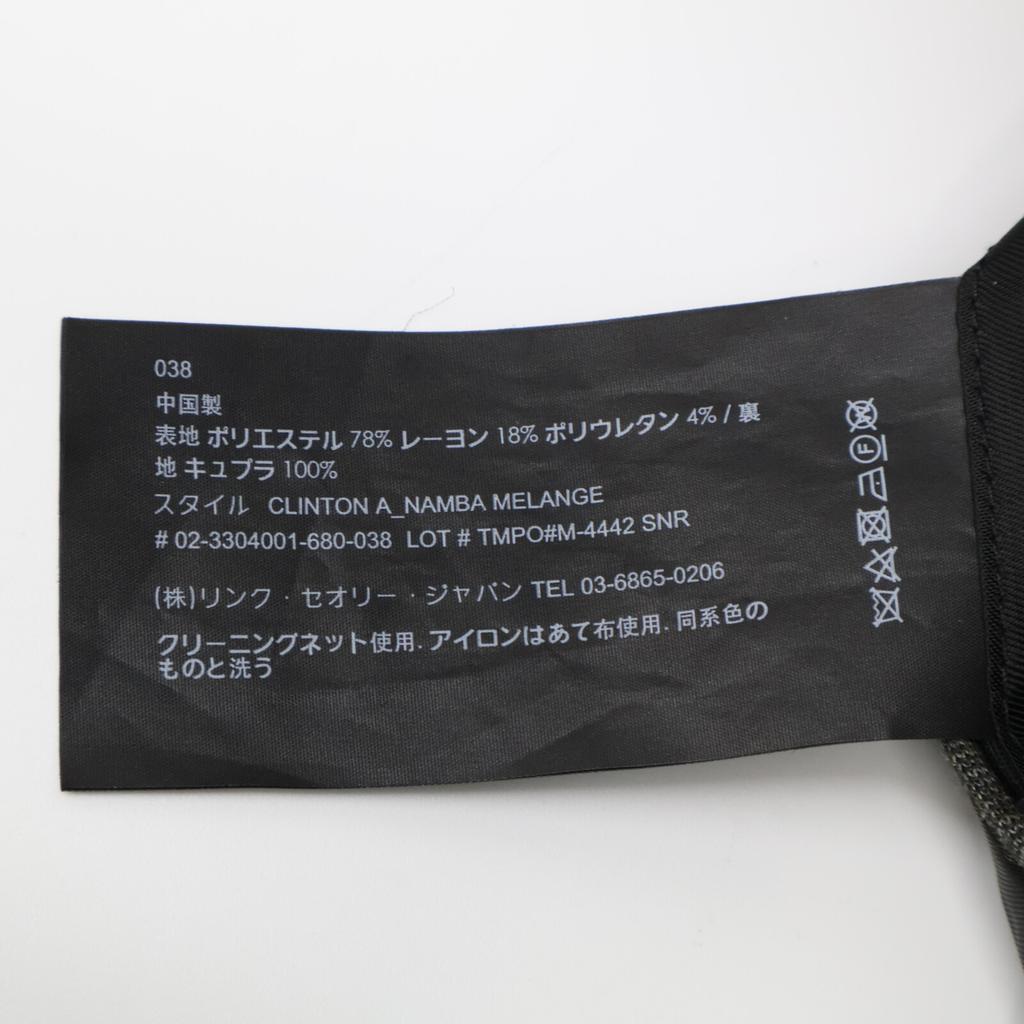 038
中国製
表地 ポリエステル 78% レーヨン 18% ポリウレタン 4% / 裏
地 キュプラ 100%
スタイル CLINTON A_NAMBA MELANGE
# 02-3304001-680-038 LOT # TMPO#M-4442 SNR
(株)リンク・セオリー・ジャパン TEL 03-6865-0206
クリーニングネット使用. アイロンはあて布使用. 同系色の
ものと洗う
F